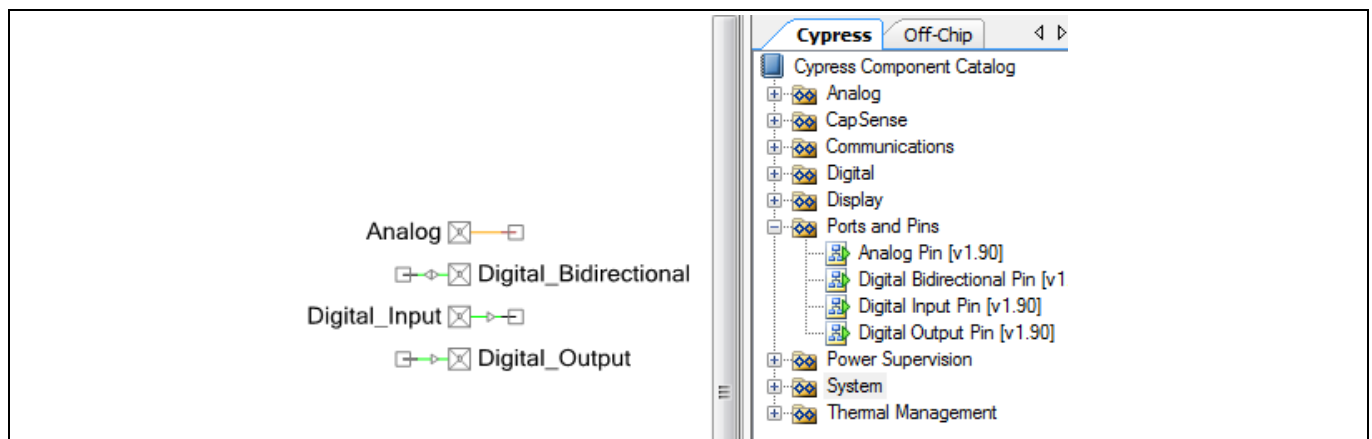 Analog
Digital_Bidirectional
Digital_Input
Digital_Output
Cypress
Off-Chip
Cypress Component Catalog
Analog
CapSense
Communications
Digital
Display
Ports and Pins
Analog Pin [v1.90]
Digital Bidirectional Pin [v1
Digital Input Pin [v1.90]
Digital Output Pin [v1.90]
Power Supervision
System
Thermal Management